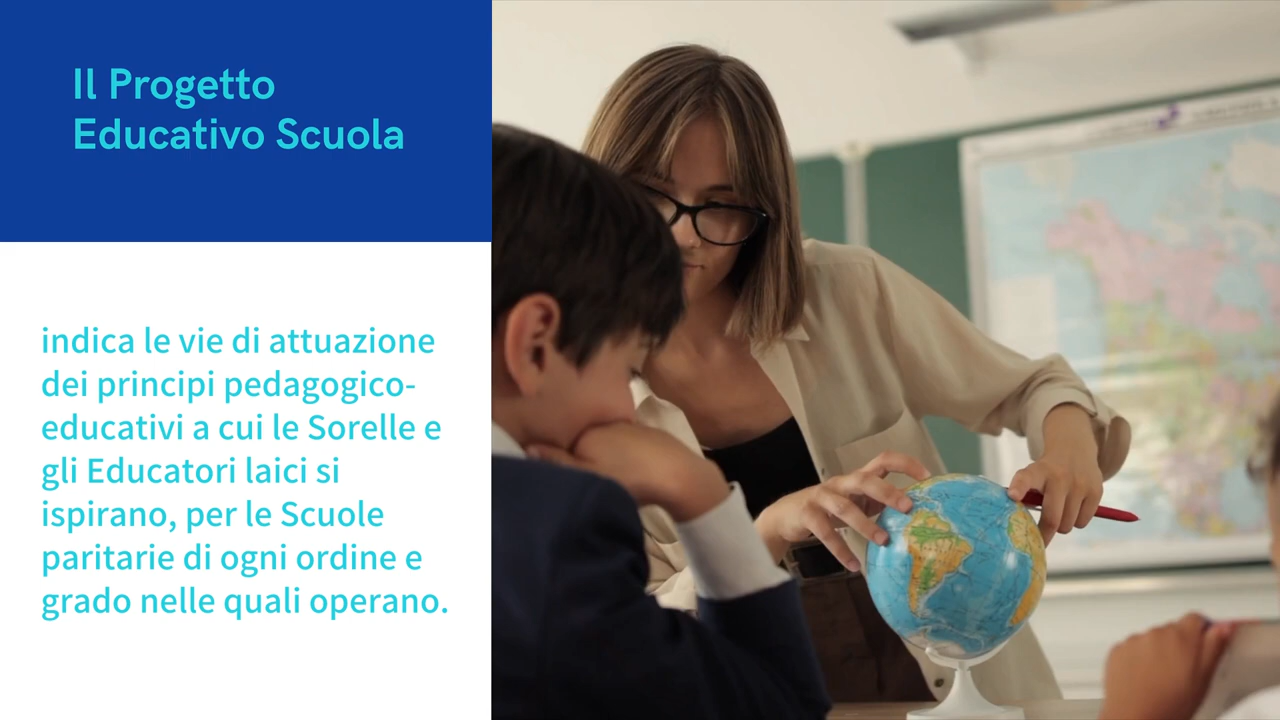 Il Progetto
Educativo Scuola
indica le vie di attuazione
dei principi pedagogico-
educativi a cui le Sorelle e
gli Educatori laici si
ispirano, per le Scuole
paritarie di ogni ordine e
grado nelle quali operano.